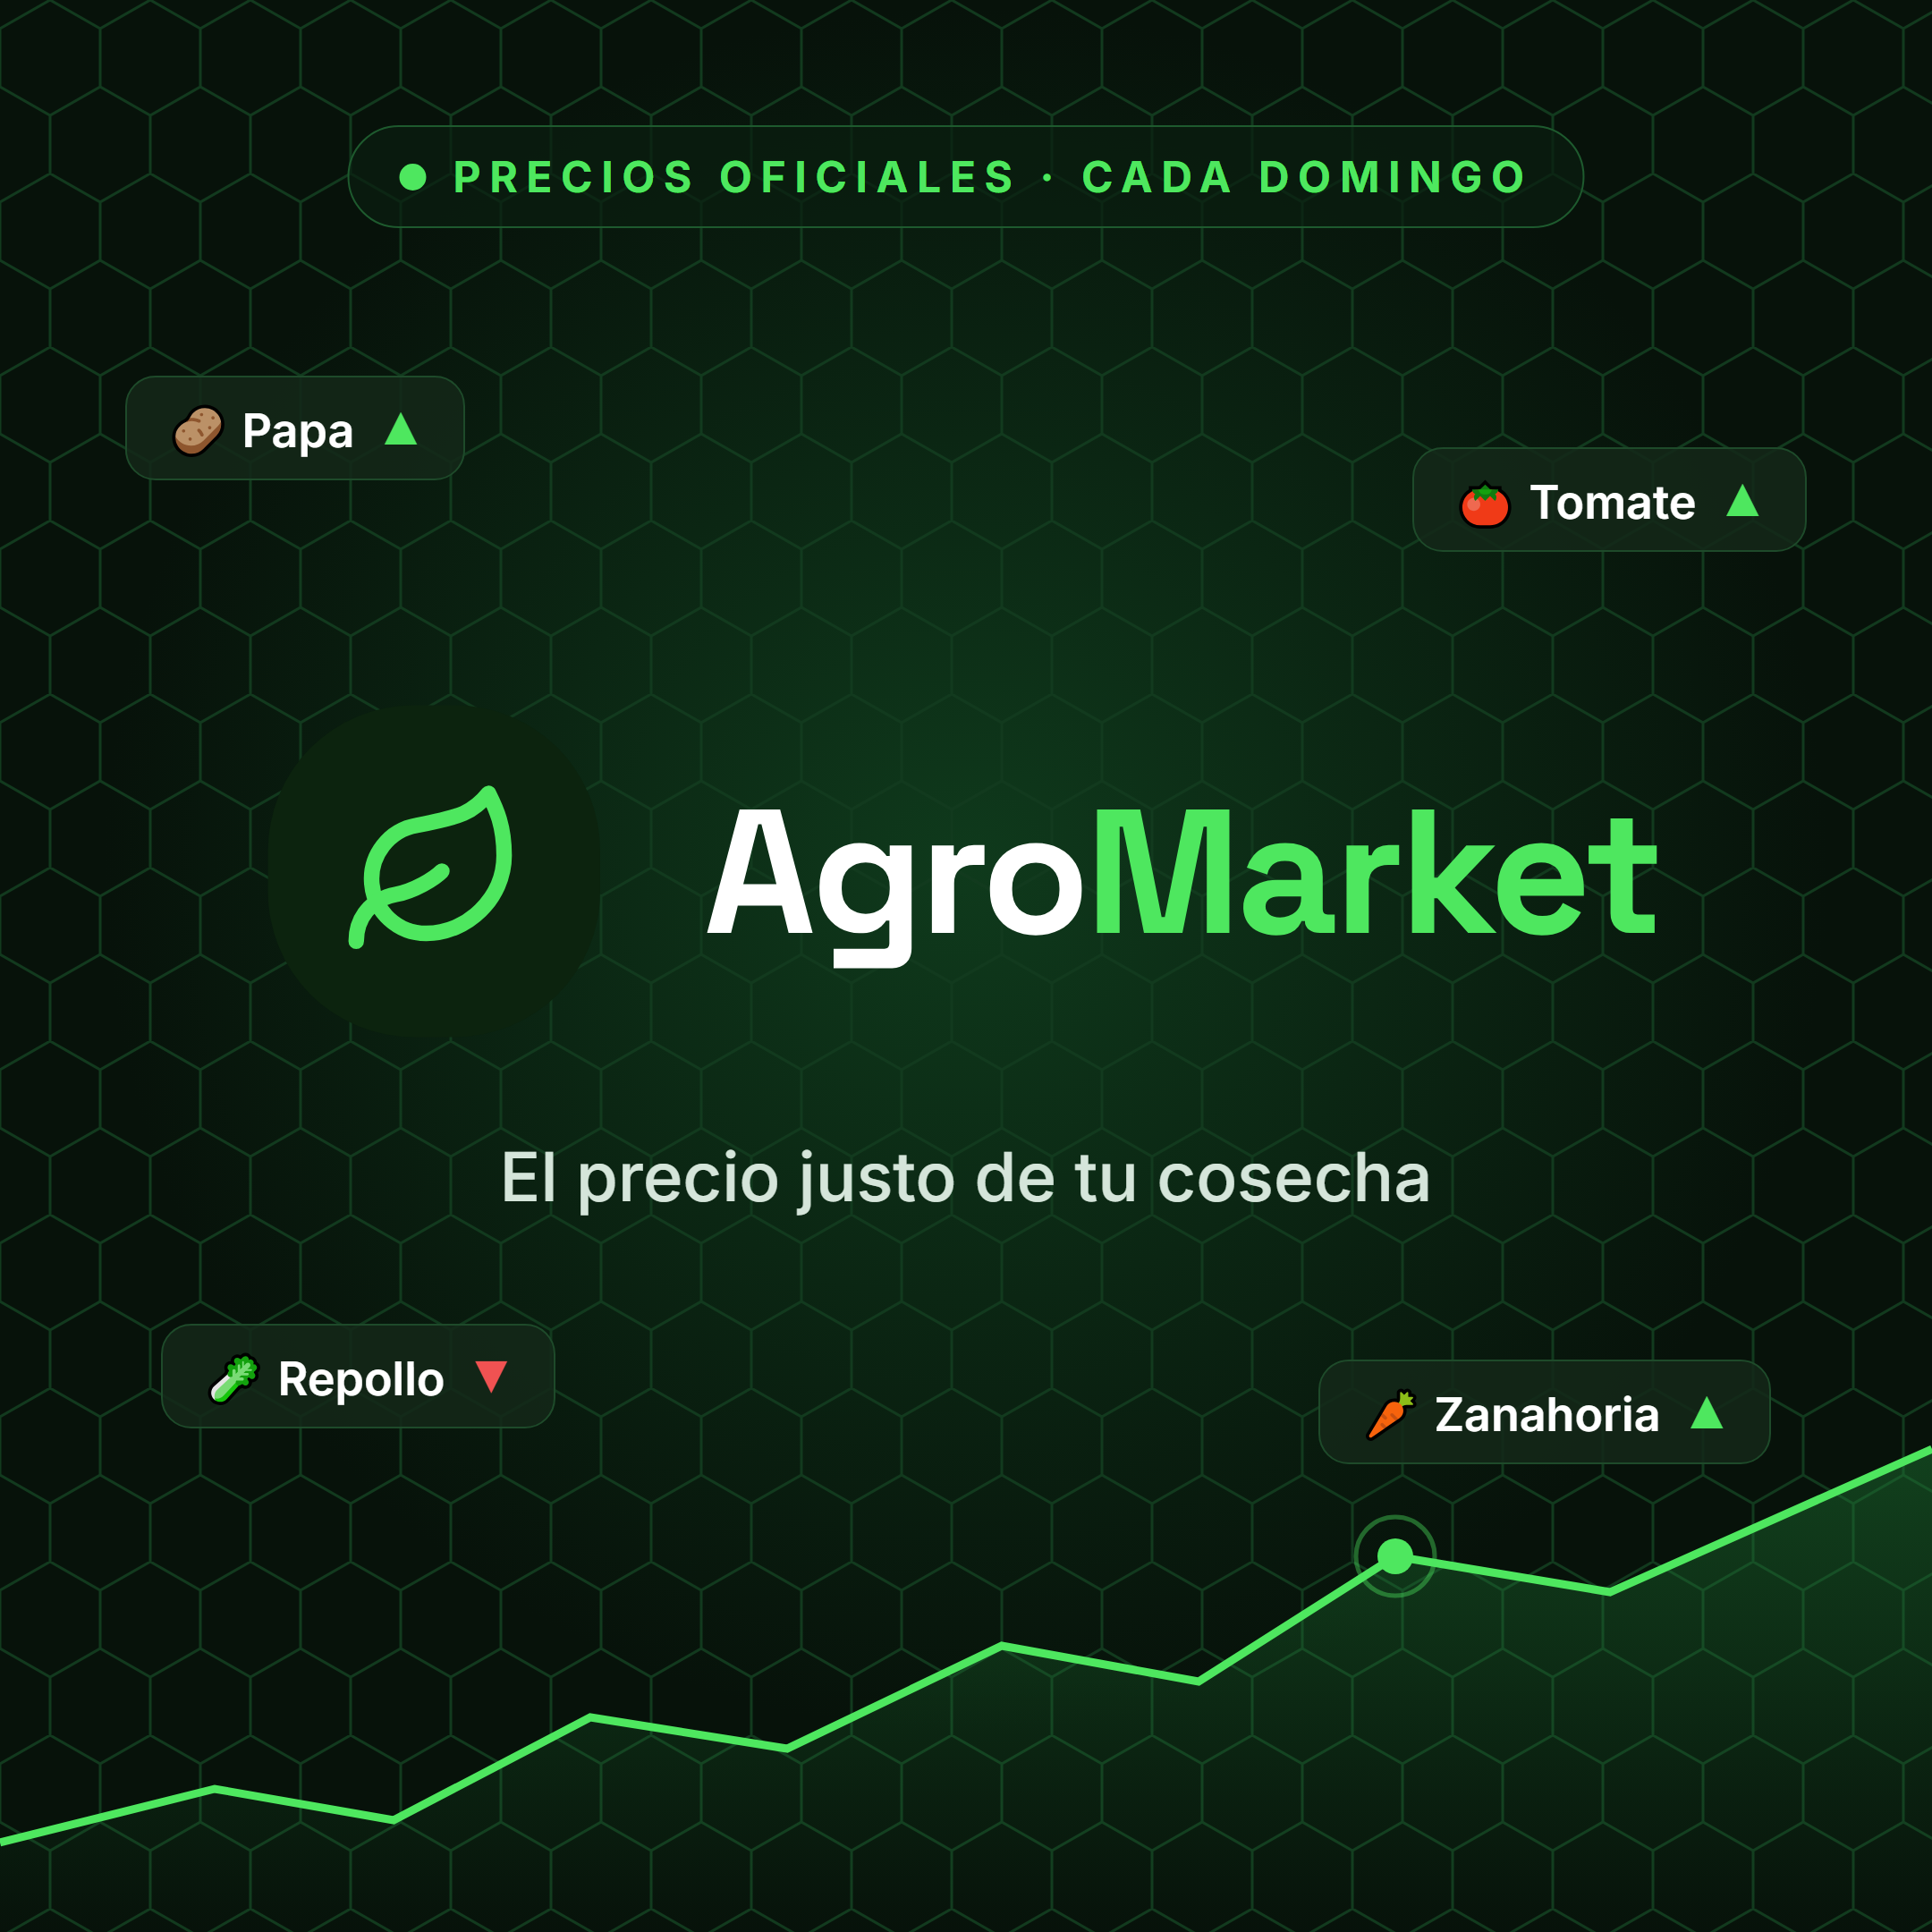 PRECIOS OFICIALES · CADA DOMINGO
Papa
Tomate
AgroMarket
El precio justo de tu cosecha
Repollo
Zanahoria